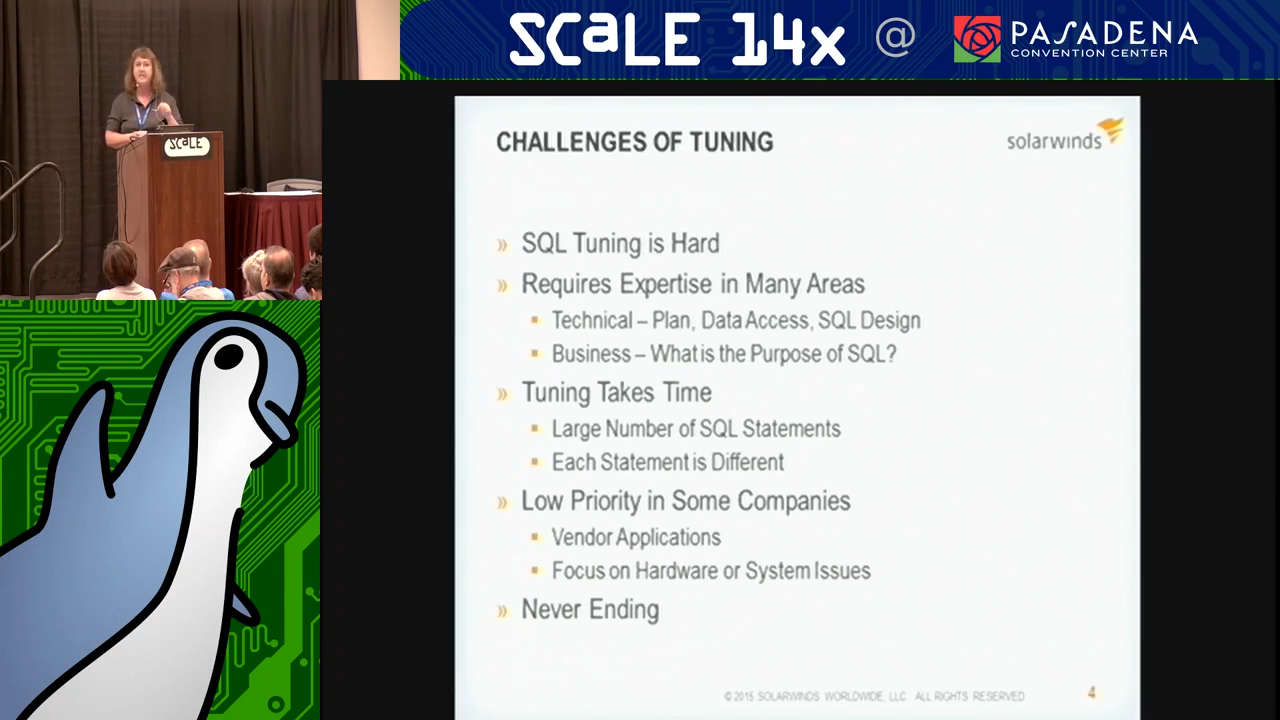 SCALE 14x @ PASADENA
CONVENTION CENTER
SCALE
CHALLENGES OF TUNING
solarwinds
» SQL Tuning is Hard
» Requires Expertise in Many Areas
▪ Technical – Plan, Data Access, SQL Design
▪ Business – What is the Purpose of SQL?
» Tuning Takes Time
▪ Large Number of SQL Statements
▪ Each Statement is Different
» Low Priority in Some Companies
▪ Vendor Applications
▪ Focus on Hardware or System Issues
» Never Ending
© 2015 SOLARWINDS WORLDWIDE, LLC ALL RIGHTS RESERVED
4